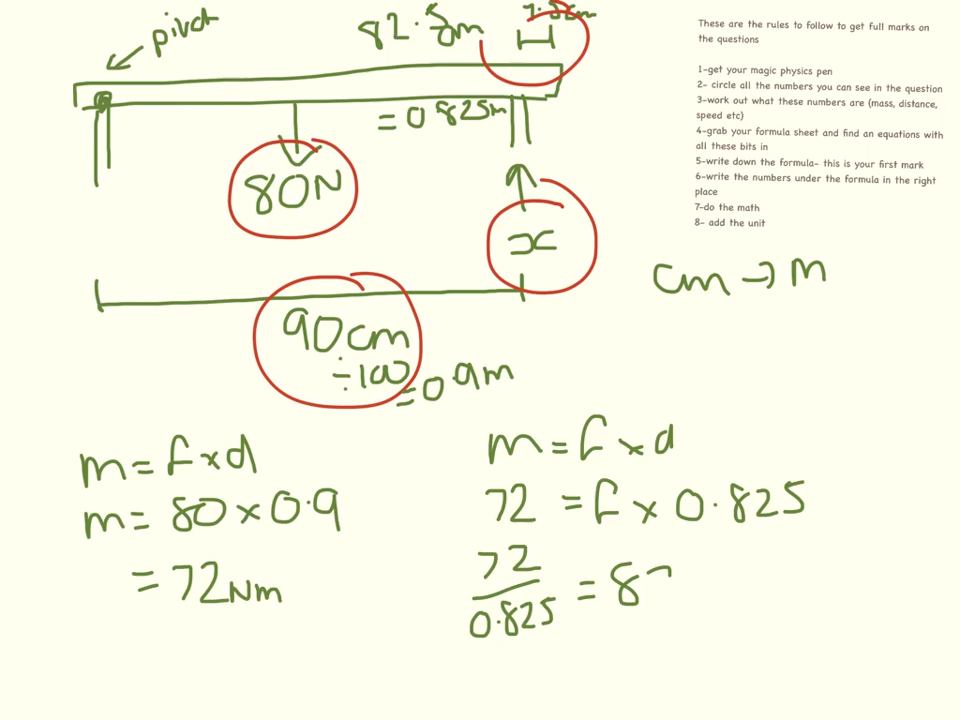 pivot
82.5m
7.5cm
= 0.825m
80N
x
90cm
÷100
= 0.9m
cm → m
m = f x d
m = 80 x 0.9
= 72Nm
m = f x d
72 = f x 0.825
72
0.825
= 8
These are the rules to follow to get full marks on
the questions
1-get your magic physics pen
2- circle all the numbers you can see in the question
3-work out what these numbers are (mass, distance,
speed etc)
4-grab your formula sheet and find an equations with
all these bits in
5-write down the formula- this is your first mark
6-write the numbers under the formula in the right
place
7-do the math
8- add the unit